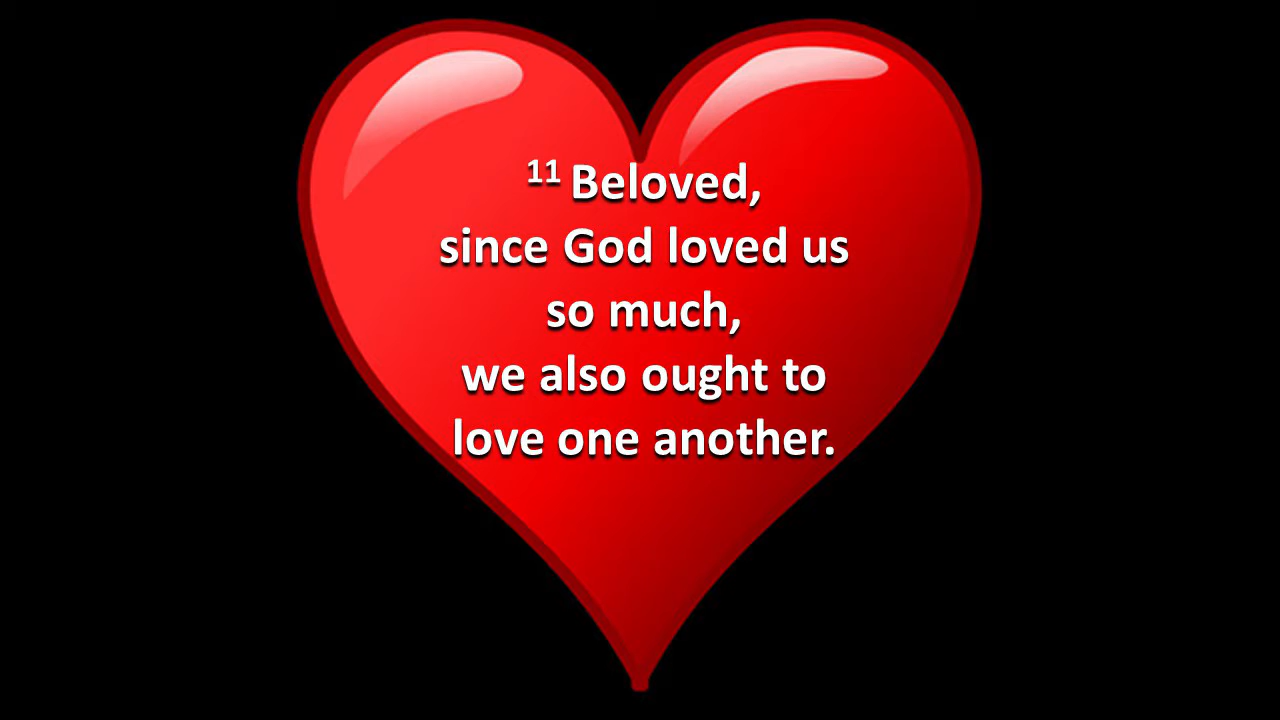 11 Beloved,
since God loved us
so much,
we also ought to
love one another.